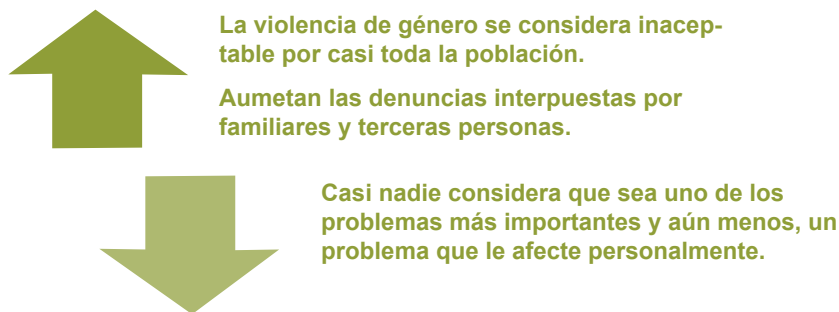 La violencia de género se considera inacep-
table por casi toda la población.
Aumetan las denuncias interpuestas por
familiares y terceras personas.
Casi nadie considera que sea uno de los
problemas más importantes y aún menos, un
problema que le afecte personalmente.